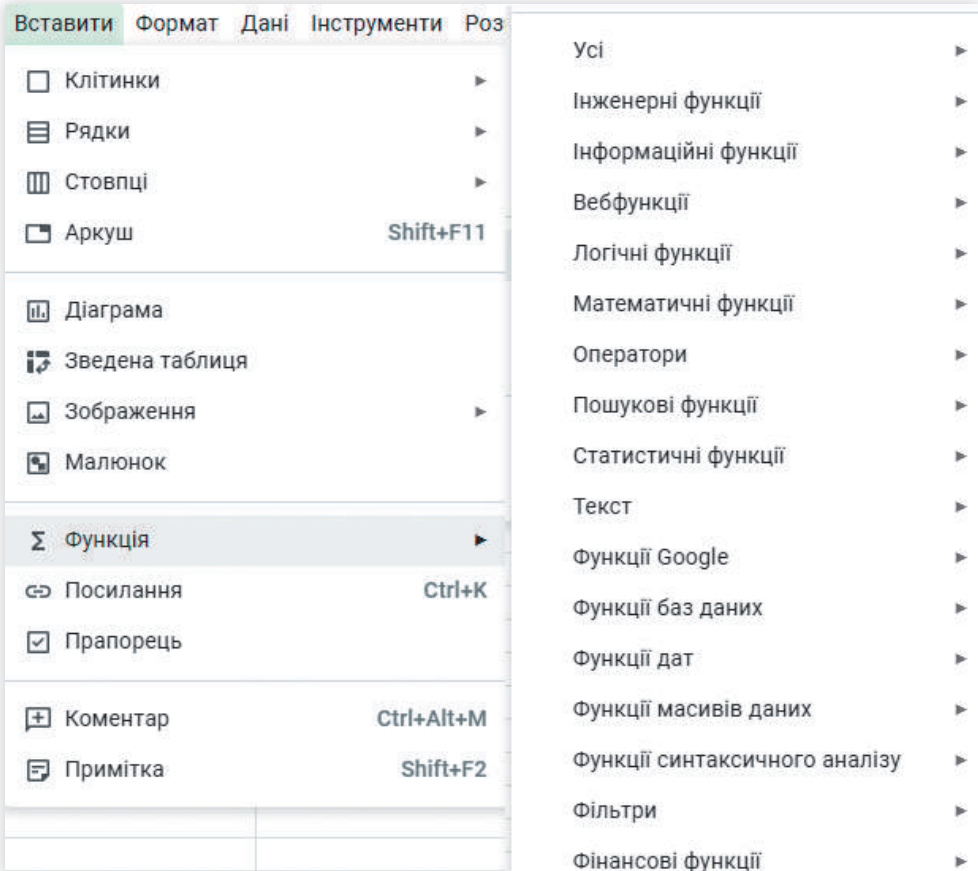 Вставити Формат Дані Інструменти Роз
Клітинки
Рядки
Стовпці
Аркуш Shift+F11
Діаграма
Зведена таблиця
Зображення
Малюнок
Функція
Посилання Ctrl+K
Прапорець
Коментар Ctrl+Alt+M
Примітка Shift+F2
Усі
Інженерні функції
Інформаційні функції
Вебфункції
Логічні функції
Математичні функції
Оператори
Пошукові функції
Статистичні функції
Текст
Функції Google
Функції баз даних
Функції дат
Функції масивів даних
Функції синтаксичного аналізу
Фільтри
Фінансові функції